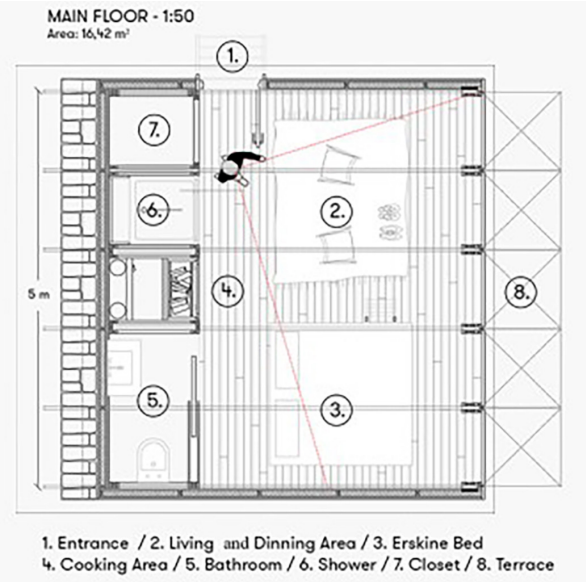 MAIN FLOOR - 1:50
Area: 16,42 m²
1.
7.
6.
2.
4.
5 m
8.
5.
3.
1. Entrance / 2. Living and Dinning Area / 3. Erskine Bed
4. Cooking Area / 5. Bathroom / 6. Shower / 7. Closet / 8. Terrace